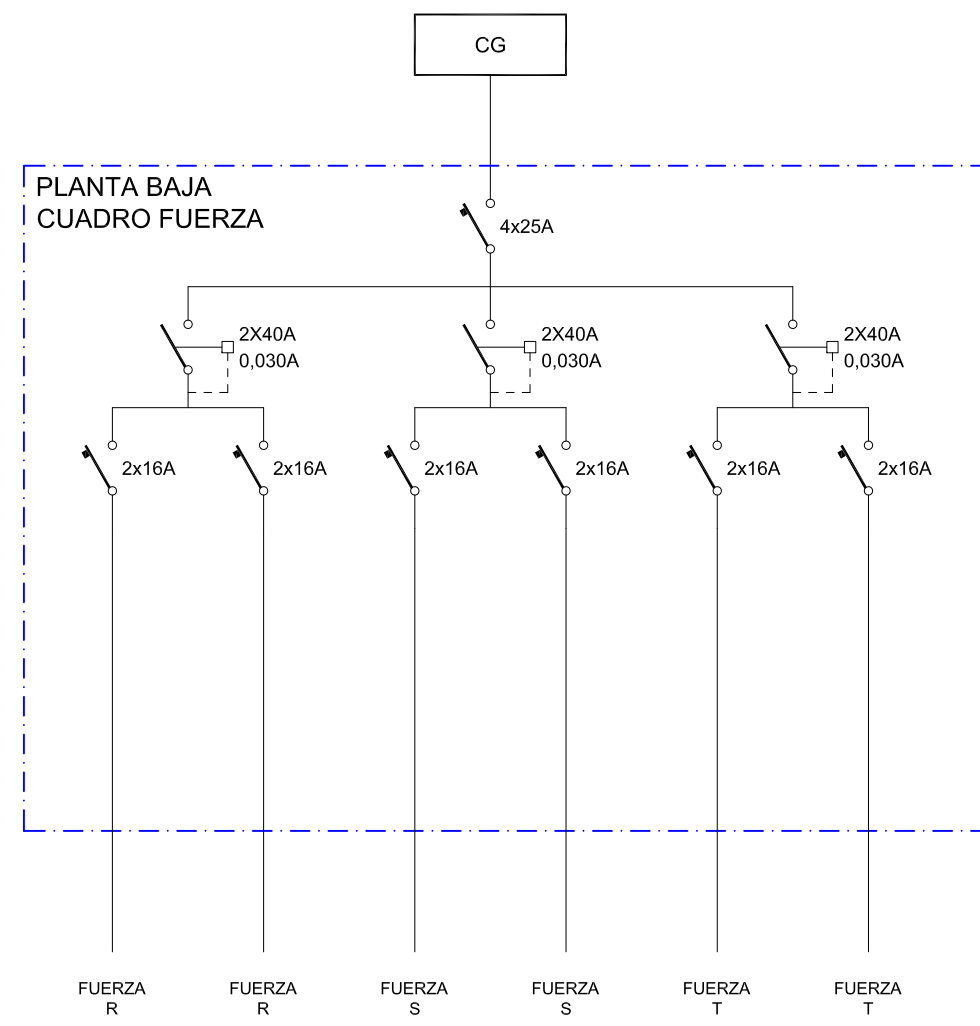 CG
PLANTA BAJA
CUADRO FUERZA
4x25A
2X40A
0,030A
2X40A
0,030A
2X40A
0,030A
2x16A
2x16A
2x16A
2x16A
2x16A
2x16A
FUERZA
R
FUERZA
R
FUERZA
S
FUERZA
S
FUERZA
T
FUERZA
T